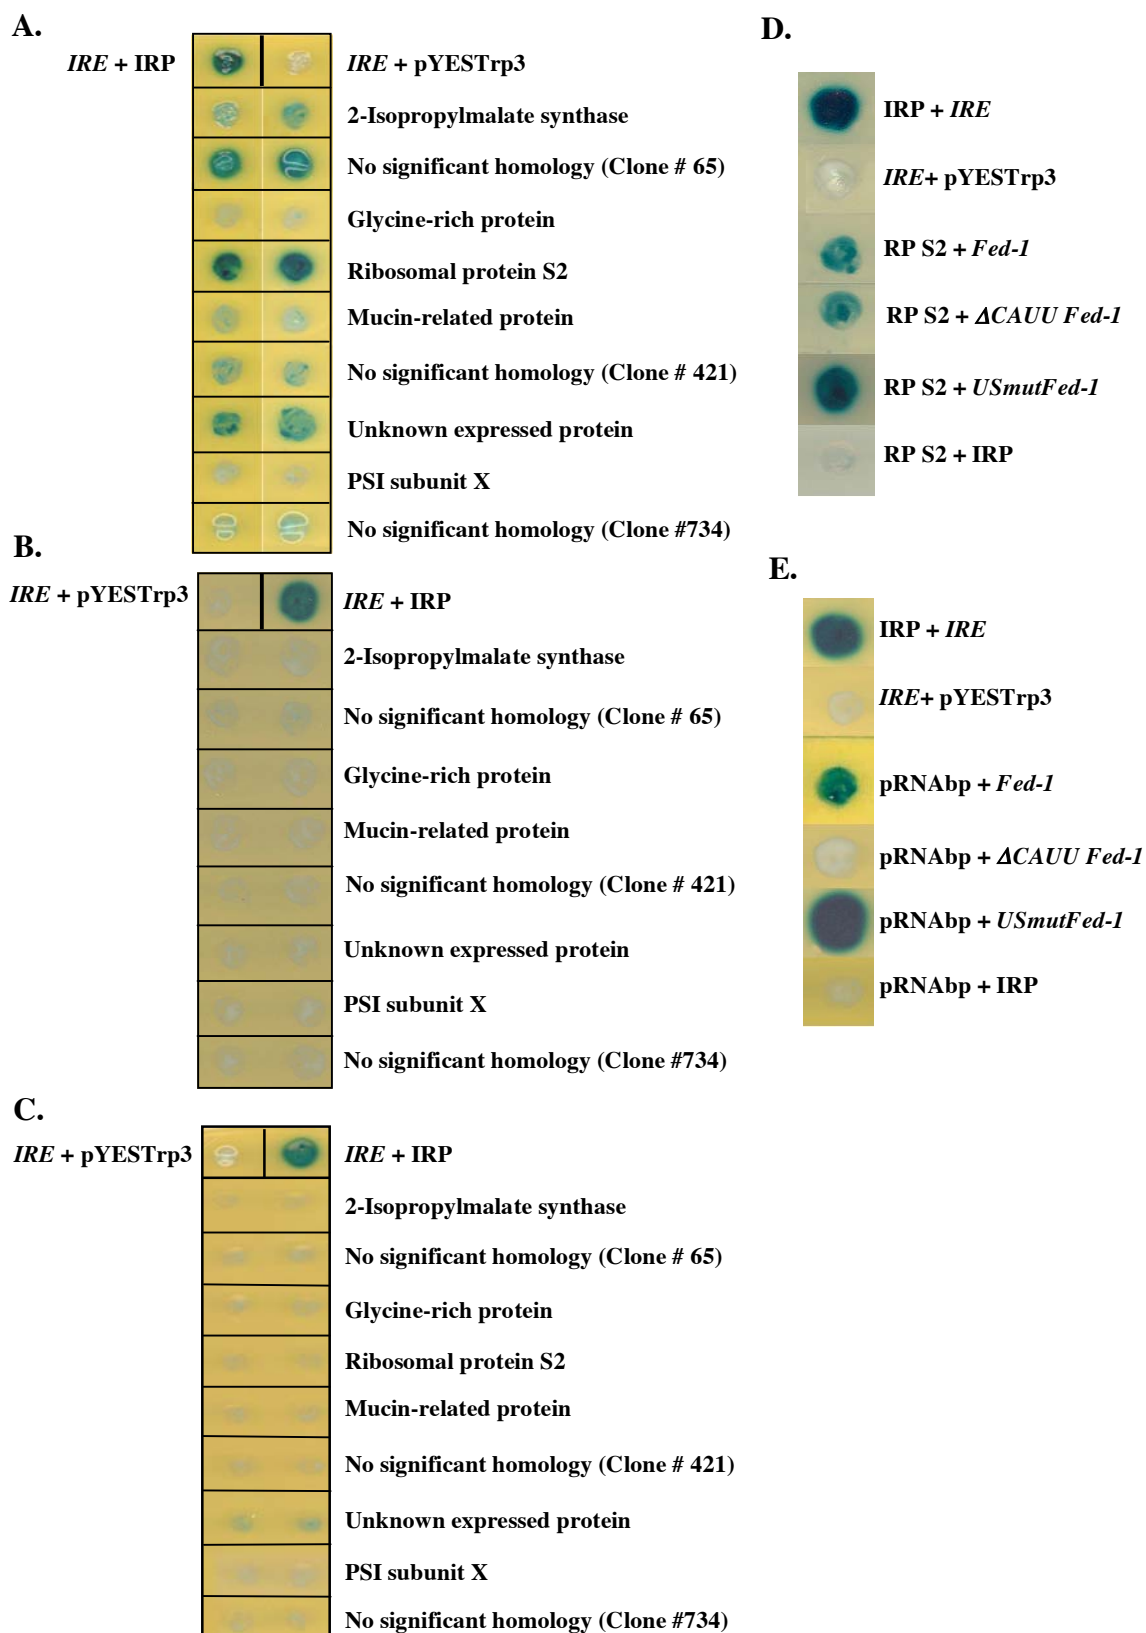 A.
IRE + IRP
IRE + pYESTrp3
2-Isopropylmalate synthase
No significant homology (Clone # 65)
Glycine-rich protein
Ribosomal protein S2
Mucin-related protein
No significant homology (Clone # 421)
Unknown expressed protein
PSI subunit X
No significant homology (Clone #734)
B.
IRE + pYESTrp3
IRE + IRP
2-Isopropylmalate synthase
No significant homology (Clone # 65)
Glycine-rich protein
Mucin-related protein
No significant homology (Clone # 421)
Unknown expressed protein
PSI subunit X
No significant homology (Clone #734)
C.
IRE + pYESTrp3
IRE + IRP
2-Isopropylmalate synthase
No significant homology (Clone # 65)
Glycine-rich protein
Ribosomal protein S2
Mucin-related protein
No significant homology (Clone # 421)
Unknown expressed protein
PSI subunit X
No significant homology (Clone #734)
D.
IRP + IRE
IRE+ pYESTrp3
RP S2 + Fed-1
RP S2 + ΔCAUU Fed-1
RP S2 + USmutFed-1
RP S2 + IRP
E.
IRP + IRE
IRE+ pYESTrp3
pRNAbp + Fed-1
pRNAbp + ΔCAUU Fed-1
pRNAbp + USmutFed-1
pRNAbp + IRP